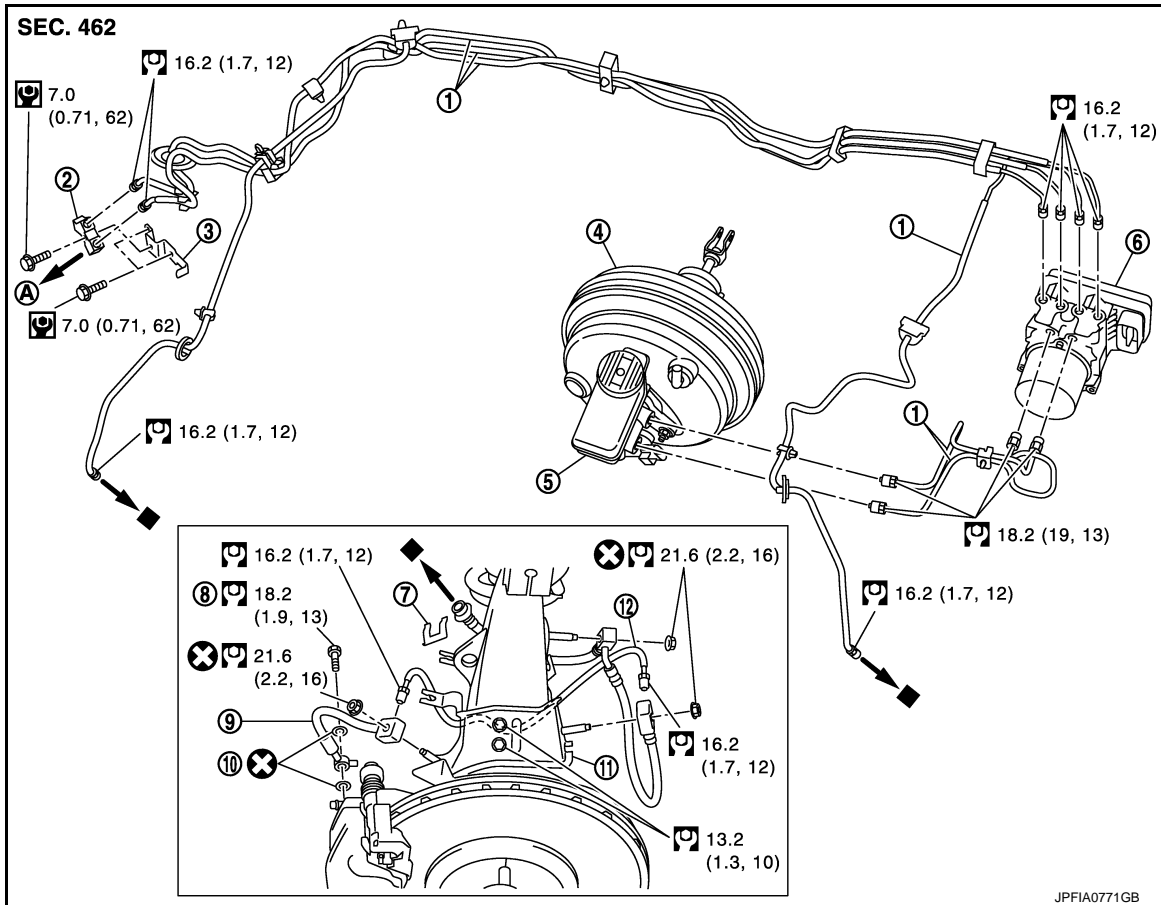 SEC. 462
16.2 (1.7, 12)
7.0
(0.71, 62)
①
16.2
(1.7, 12)
②
③
④
①
⑥
A
7.0 (0.71, 62)
16.2 (1.7, 12)
①
⑤
18.2 (19, 13)
16.2 (1.7, 12)
16.2 (1.7, 12)
21.6 (2.2, 16)
⑧ 18.2
(1.9, 13)
⑦
⑫
21.6
(2.2, 16)
⑨
⑩
16.2
(1.7, 12)
⑪
13.2
(1.3, 10)
JPFIA0771GB